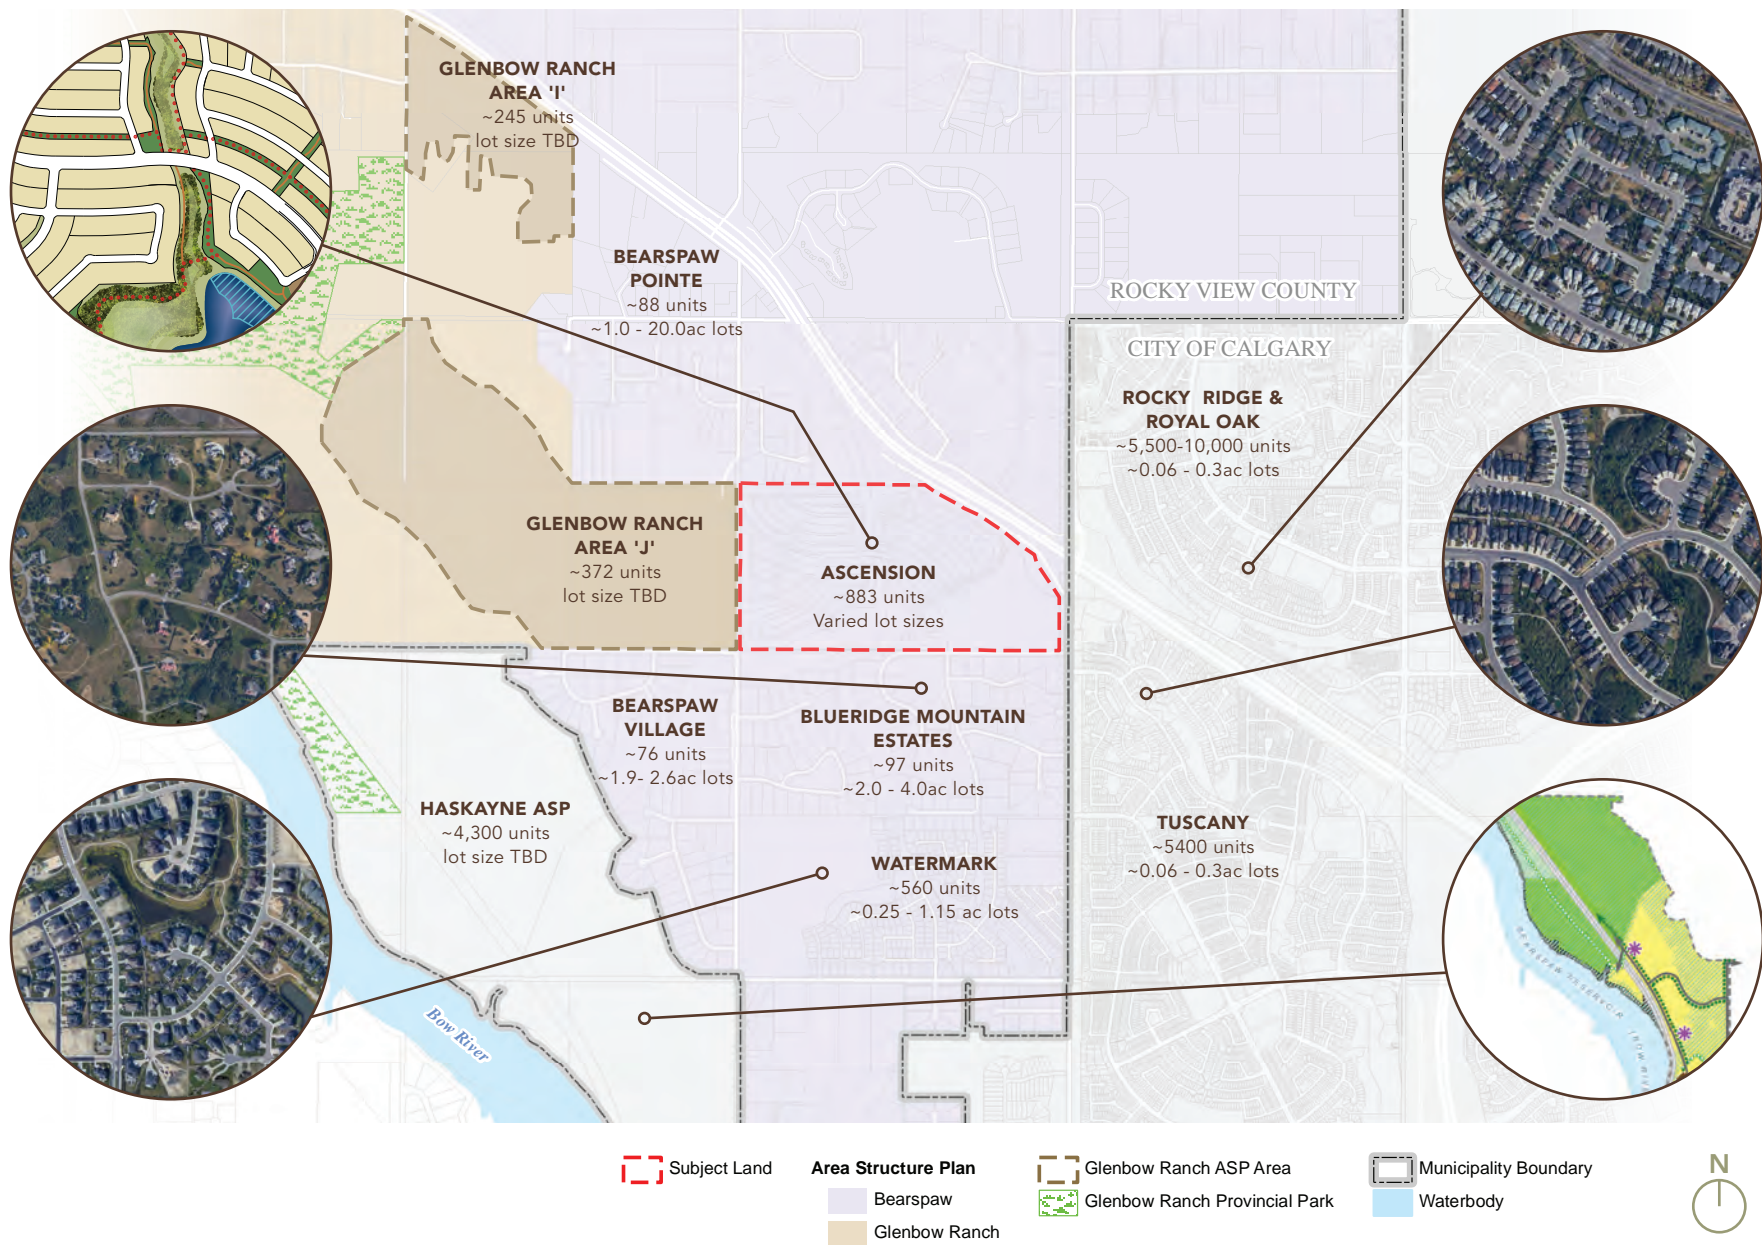 GLENBOW RANCH
AREA 'I'
~245 units
lot size TBD
BEARSPAW
POINTE
~88 units
~1.0 - 20.0ac lots
ROCKY VIEW COUNTY
CITY OF CALGARY
ROCKY RIDGE &
ROYAL OAK
~5,500-10,000 units
~0.06 - 0.3ac lots
GLENBOW RANCH
AREA 'J'
~372 units
lot size TBD
ASCENSION
~883 units
Varied lot sizes
BEARSPAW
VILLAGE
~76 units
~1.9- 2.6ac lots
BLUERIDGE MOUNTAIN
ESTATES
~97 units
~2.0 - 4.0ac lots
HASKAYNE ASP
~4,300 units
lot size TBD
TUSCANY
~5400 units
~0.06 - 0.3ac lots
WATERMARK
~560 units
~0.25 - 1.15 ac lots
Bow River
BEARSPAW RESERVOIR
Subject Land
Area Structure Plan
Bearspaw
Glenbow Ranch
Glenbow Ranch ASP Area
Glenbow Ranch Provincial Park
Municipality Boundary
Waterbody
N